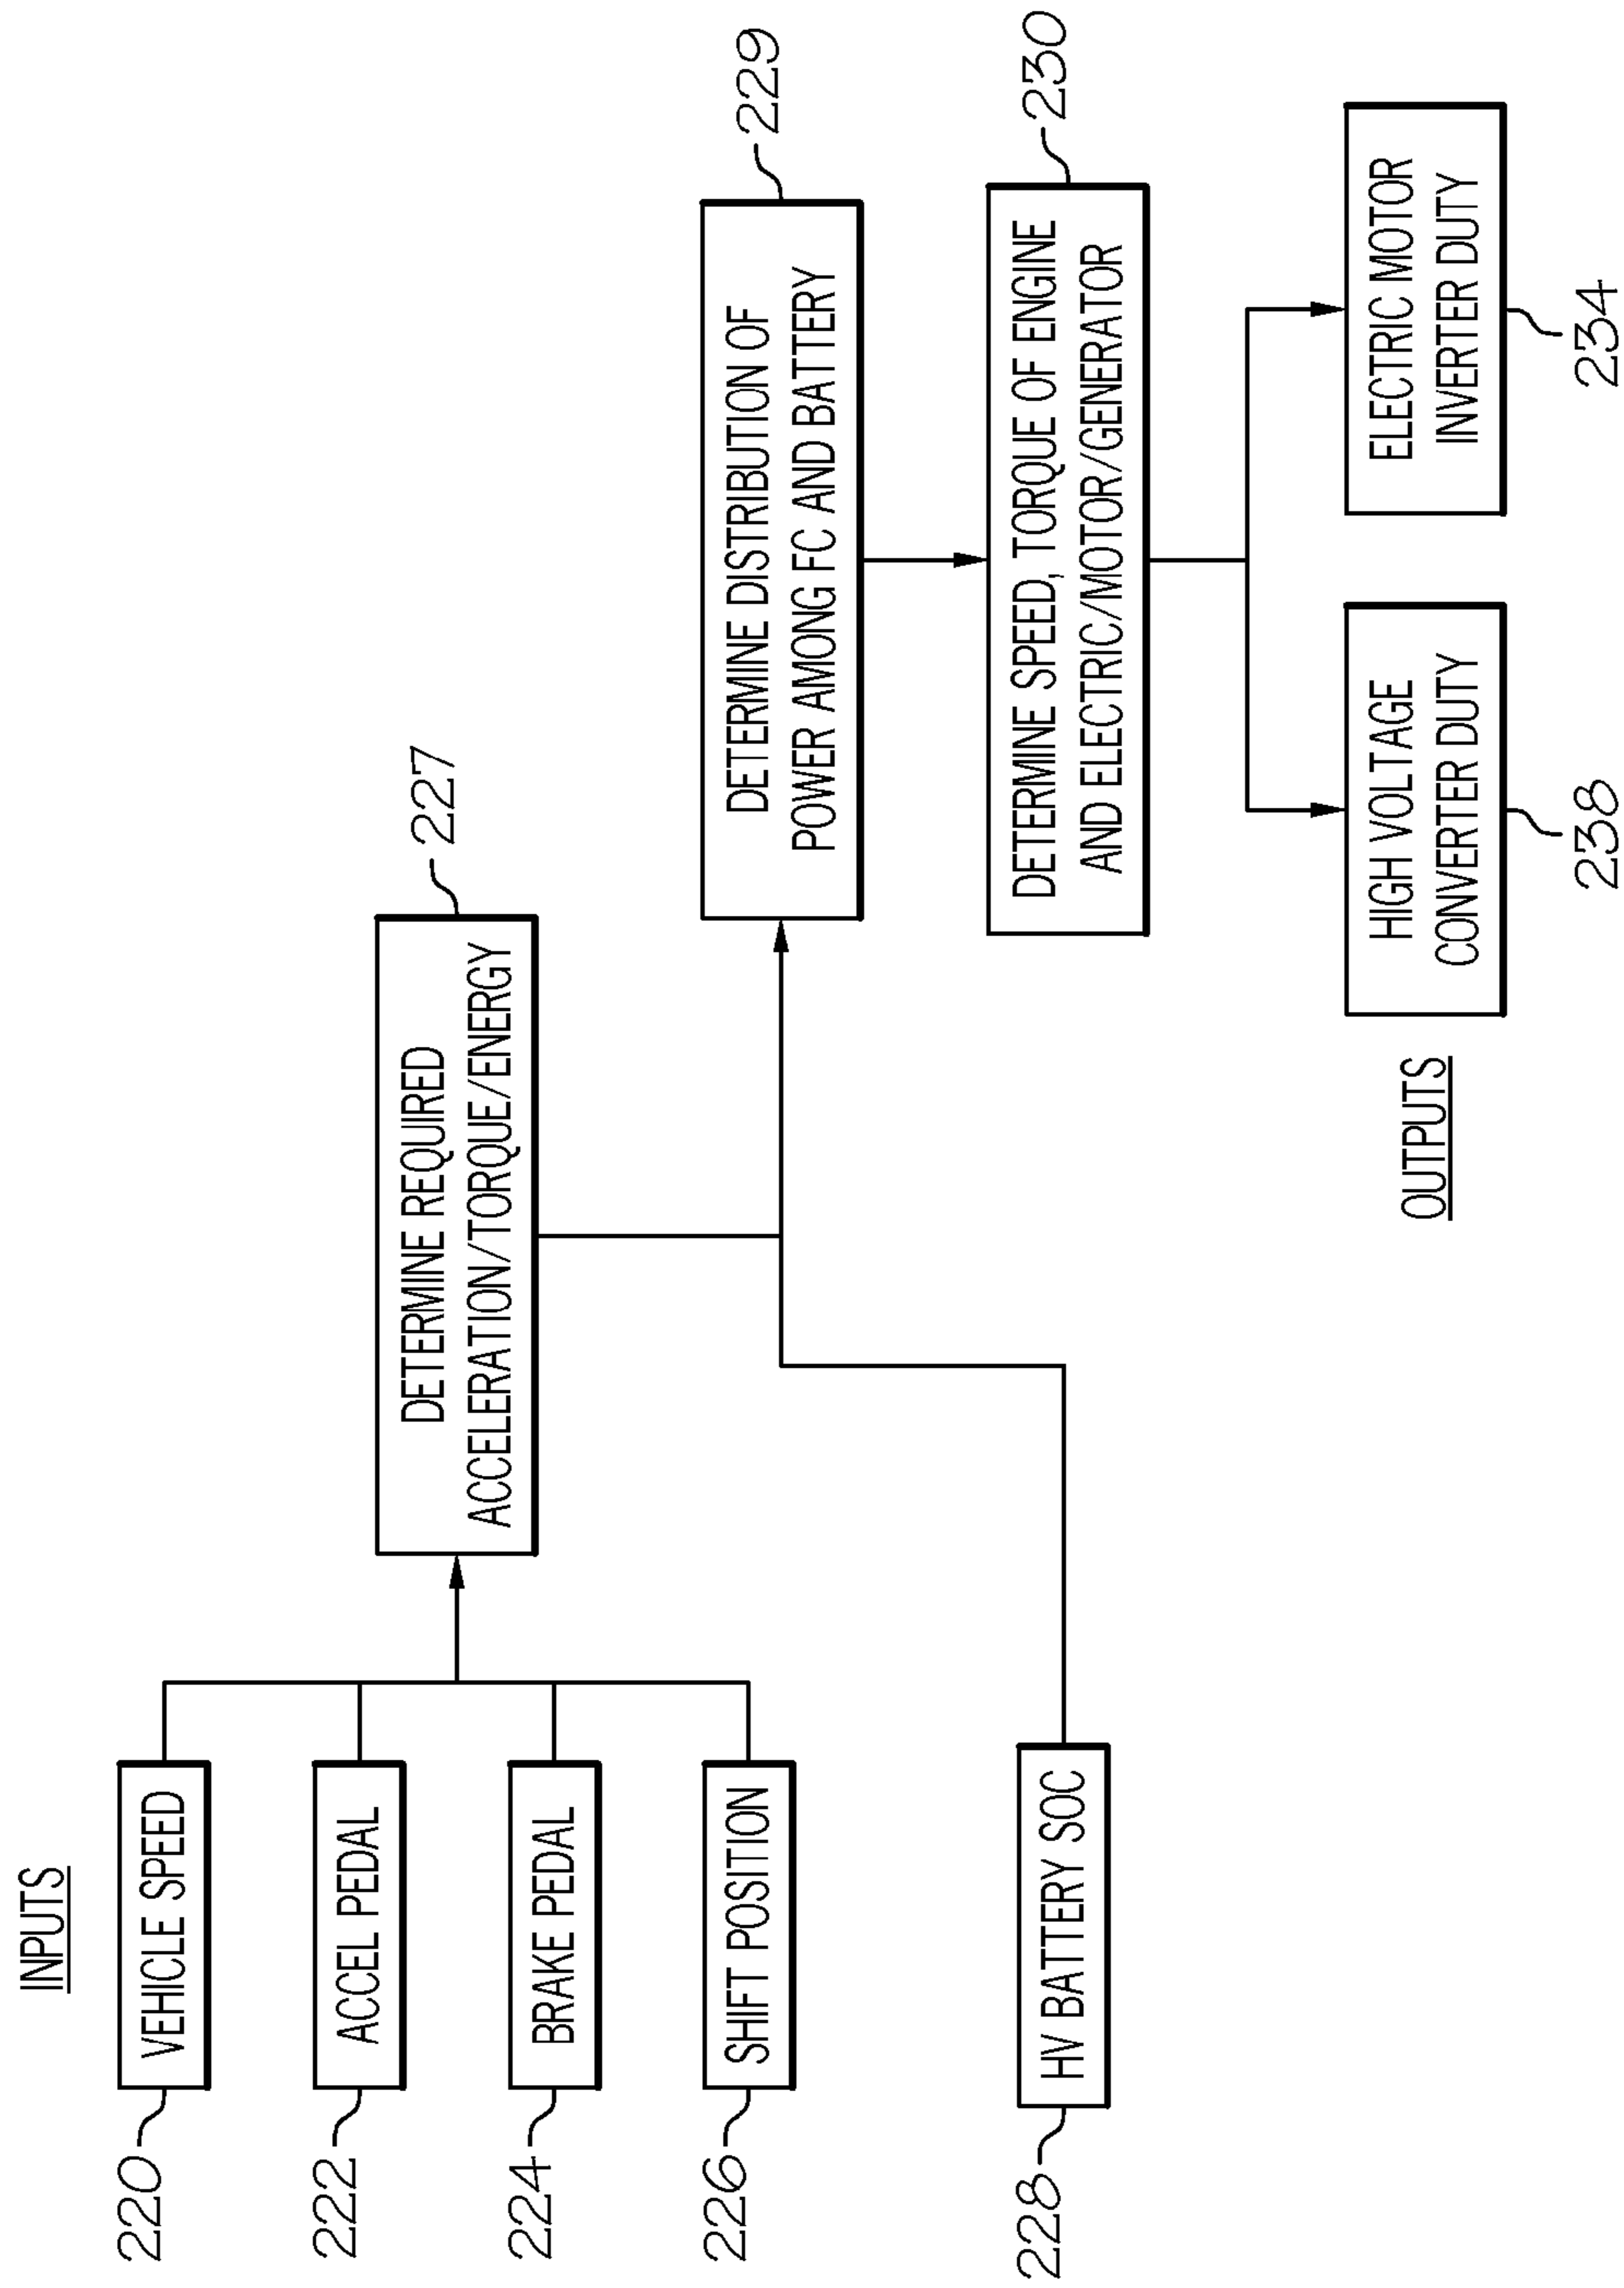 INPUTS
220
VEHICLE SPEED
222
ACCEL PEDAL
224
BRAKE PEDAL
226
SHIFT POSITION
228
HV BATTERY SOC
227
DETERMINE REQUIRED
ACCELERATION/TORQUE/ENERGY
229
DETERMINE DISTRIBUTION OF
POWER AMONG FC AND BATTERY
230
DETERMINE SPEED, TORQUE OF ENGINE
AND ELECTRIC/MOTOR/GENERATOR
OUTPUTS
HIGH VOLTAGE
CONVERTER DUTY
238
ELECTRIC MOTOR
INVERTER DUTY
234